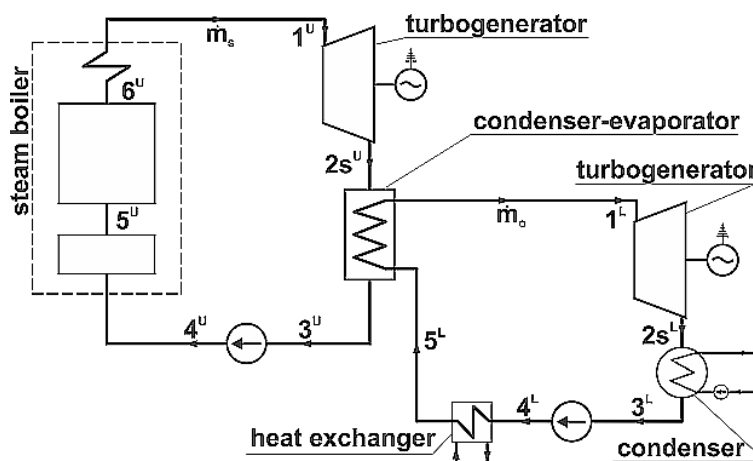 turbogenerator
ṁs
1U
6U
condenser-evaporator
2sU
turbogenerator
steam boiler
5U
ṁo
1L
4U
3U
5L
2sL
4L
3L
heat exchanger
condenser